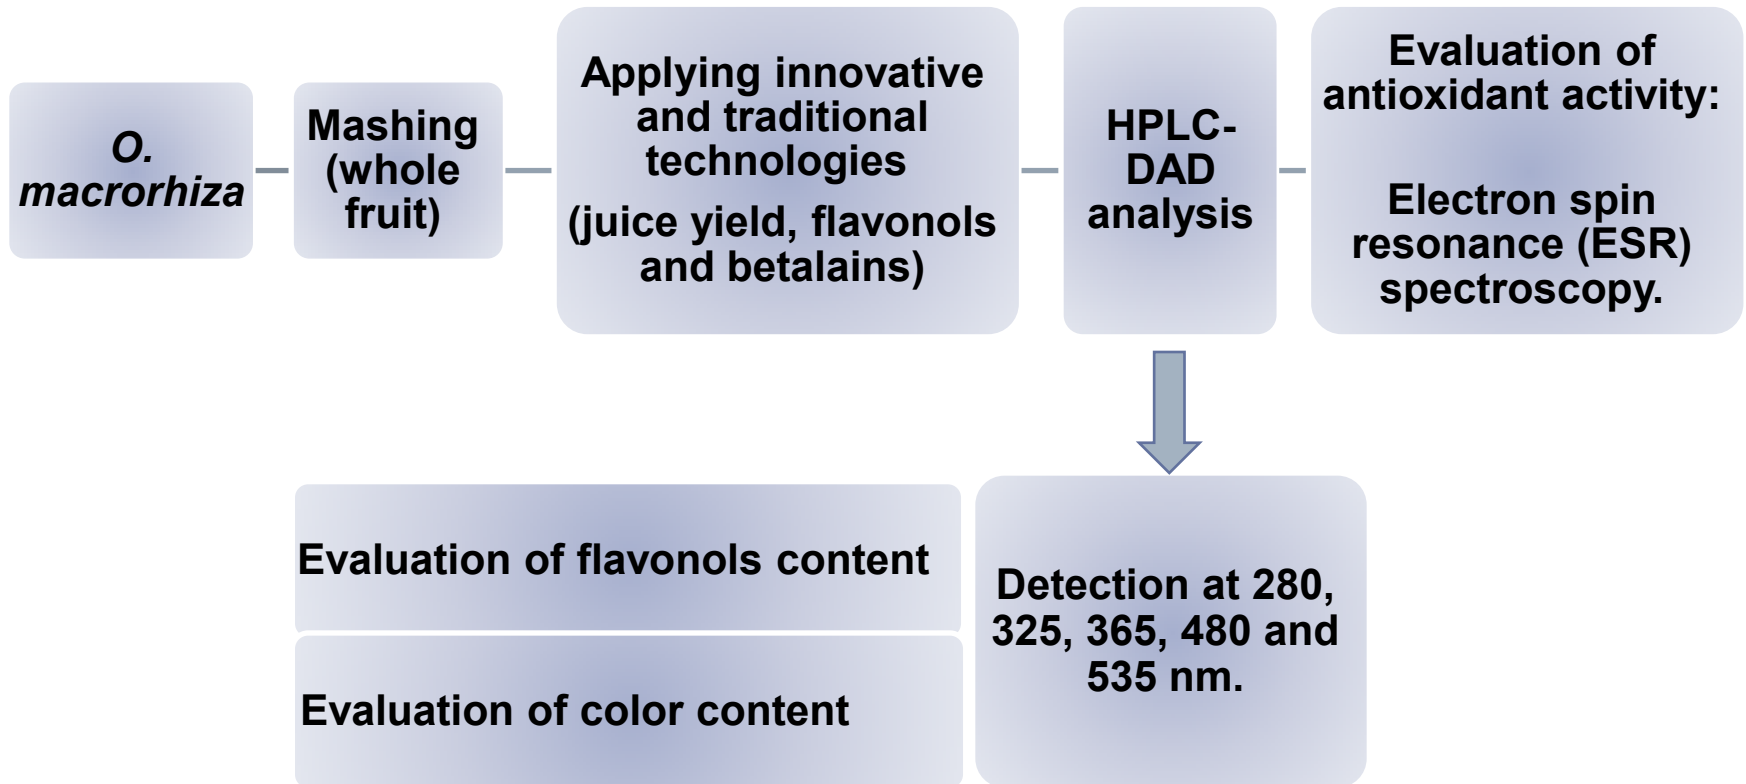 O.
macrorhiza
Mashing
(whole
fruit)
Applying innovative
and traditional
technologies
(juice yield, flavonols
and betalains)
HPLC-
DAD
analysis
Evaluation of
antioxidant activity:
Electron spin
resonance (ESR)
spectroscopy.
Evaluation of flavonols content
Evaluation of color content
Detection at 280,
325, 365, 480 and
535 nm.